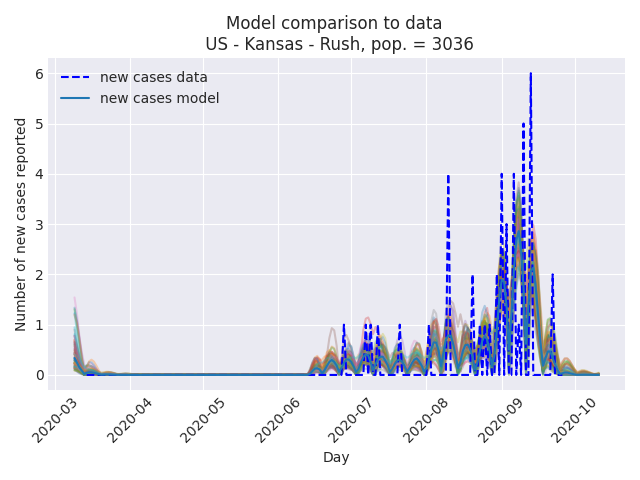 Model comparison to data
US - Kansas - Rush, pop. = 3036
new cases data
new cases model
Number of new cases reported
6
5
4
3
2
1
0
2020-03
2020-04
2020-05
2020-06
2020-07
2020-08
2020-09
2020-10
Day